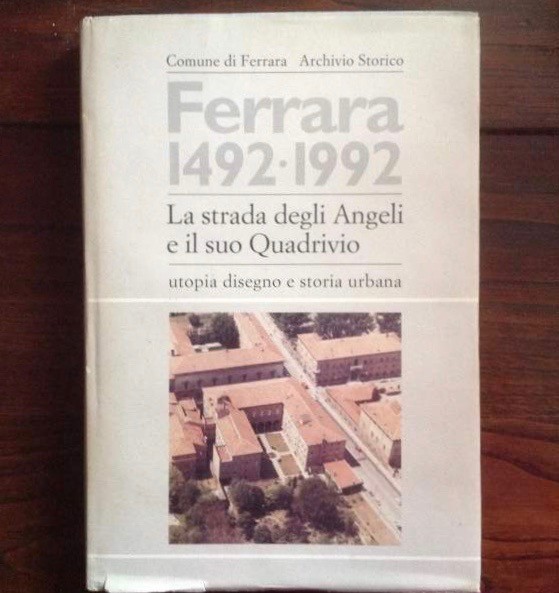 Comune di Ferrara Archivio Storico
Ferrara
1492·1992
La strada degli Angeli
e il suo Quadrivio
utopia disegno e storia urbana